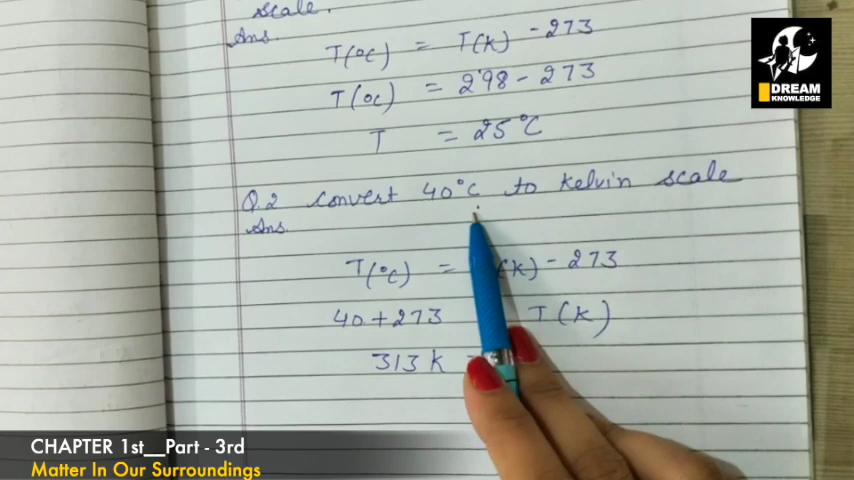 scale.
Ans.
T(°C) = T(K) - 273
T(°C) = 298 - 273
T = 25°C
Q.2 Convert 40°C to Kelvin scale
Ans.
T(°C) = (K) - 273
40 + 273 T(K)
313 K
DREAM
KNOWLEDGE
CHAPTER 1st__Part - 3rd
Matter In Our Surroundings